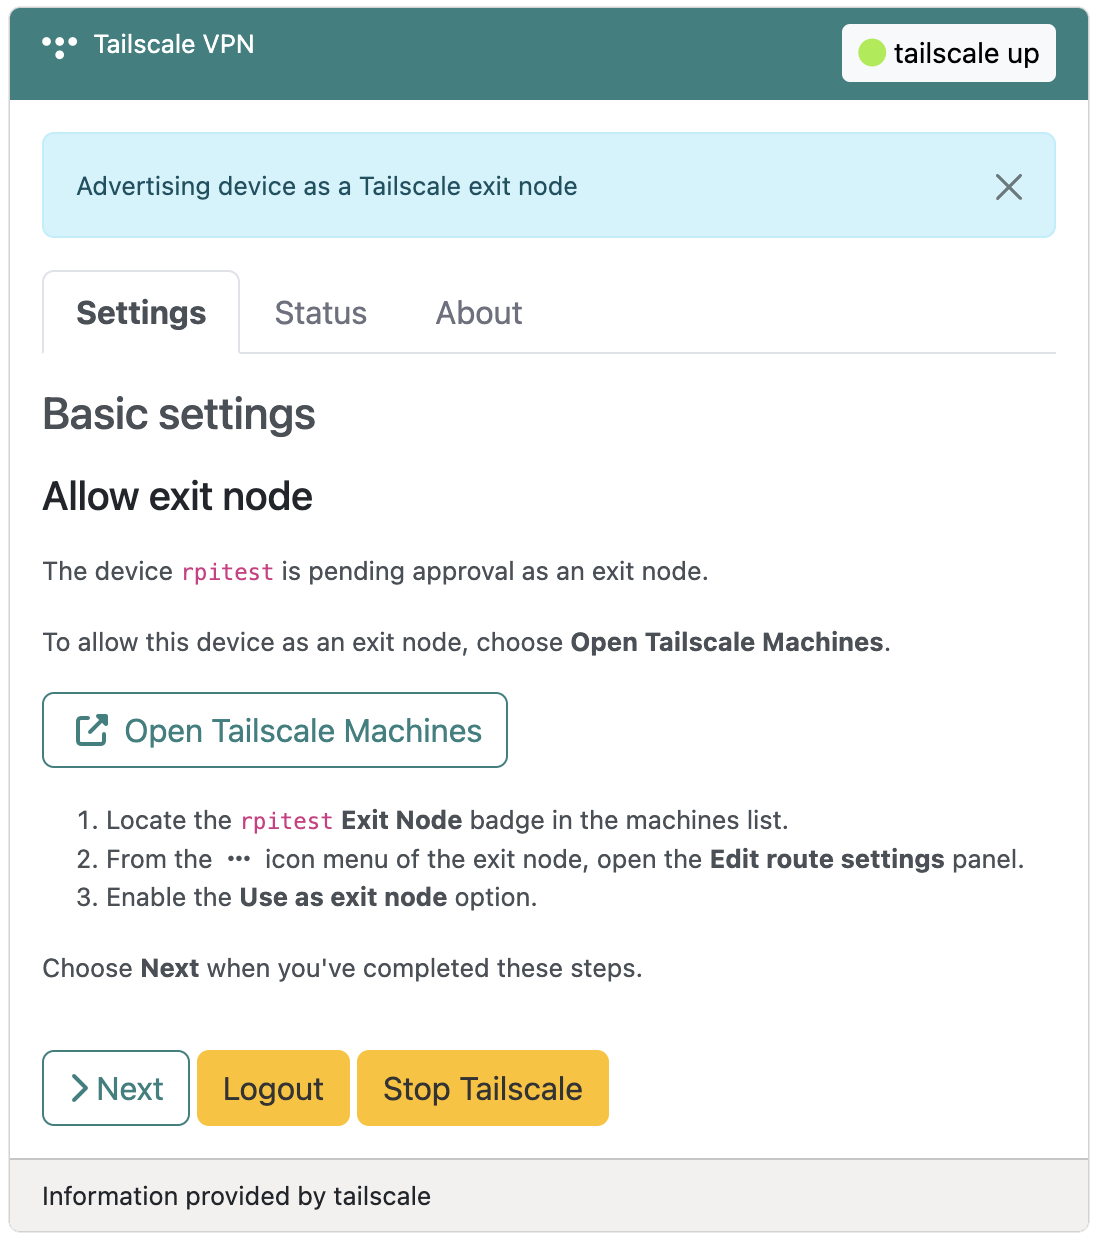 Tailscale VPN
tailscale up
Advertising device as a Tailscale exit node
Settings
Status
About
Basic settings
Allow exit node
The device rpitest is pending approval as an exit node.
To allow this device as an exit node, choose Open Tailscale Machines.
Open Tailscale Machines
1. Locate the rpitest Exit Node badge in the machines list.
2. From the ••• icon menu of the exit node, open the Edit route settings panel.
3. Enable the Use as exit node option.
Choose Next when you've completed these steps.
Next
Logout
Stop Tailscale
Information provided by tailscale